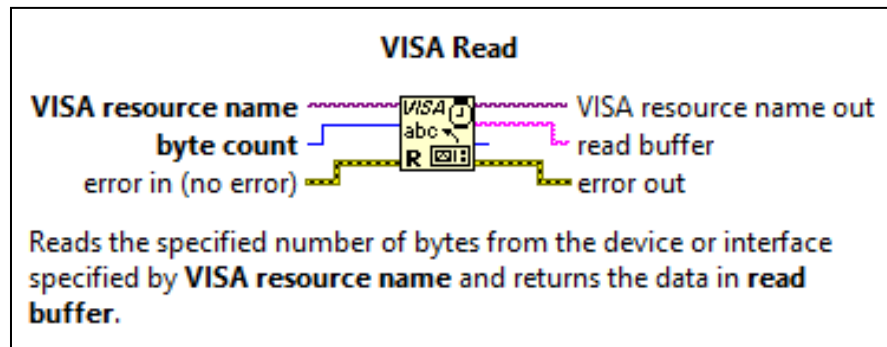 VISA Read
VISA resource name
VISA resource name out
byte count
read buffer
error in (no error)
error out
VISA
abc
R
Reads the specified number of bytes from the device or interface
specified by VISA resource name and returns the data in read
buffer.